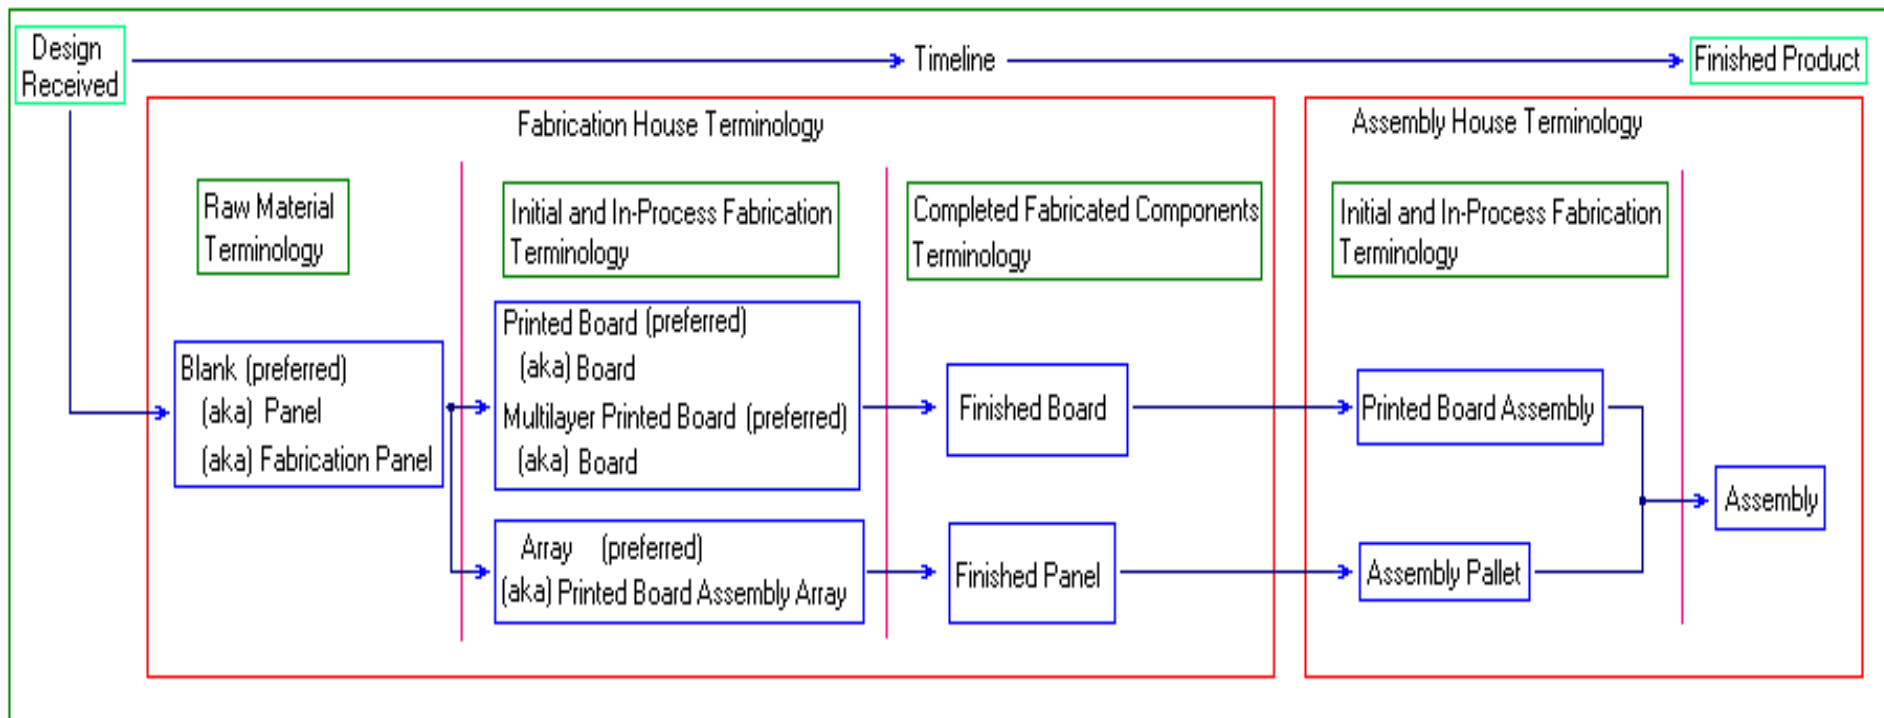 Design
Received
Timeline
Finished Product
Fabrication House Terminology
Assembly House Terminology
Raw Material
Terminology
Initial and In-Process Fabrication
Terminology
Completed Fabricated Components
Terminology
Initial and In-Process Fabrication
Terminology
Blank (preferred)
(aka) Panel
(aka) Fabrication Panel
Printed Board (preferred)
(aka) Board
Multilayer Printed Board (preferred)
(aka) Board
Finished Board
Printed Board Assembly
Array (preferred)
(aka) Printed Board Assembly Array
Finished Panel
Assembly Pallet
Assembly